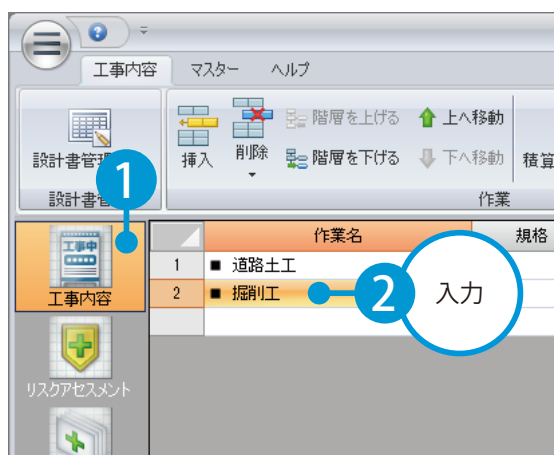 工事内容 マスター ヘルプ
階層を上げる 上へ移動
設計書管理 挿入 削除 階層を下げる 下へ移動 積算
設計書管 作業
1
工事中 作業名 規格
1 ■ 道路土工
工事内容 2 ■ 掘削工 2 入力
リスクアセスメント